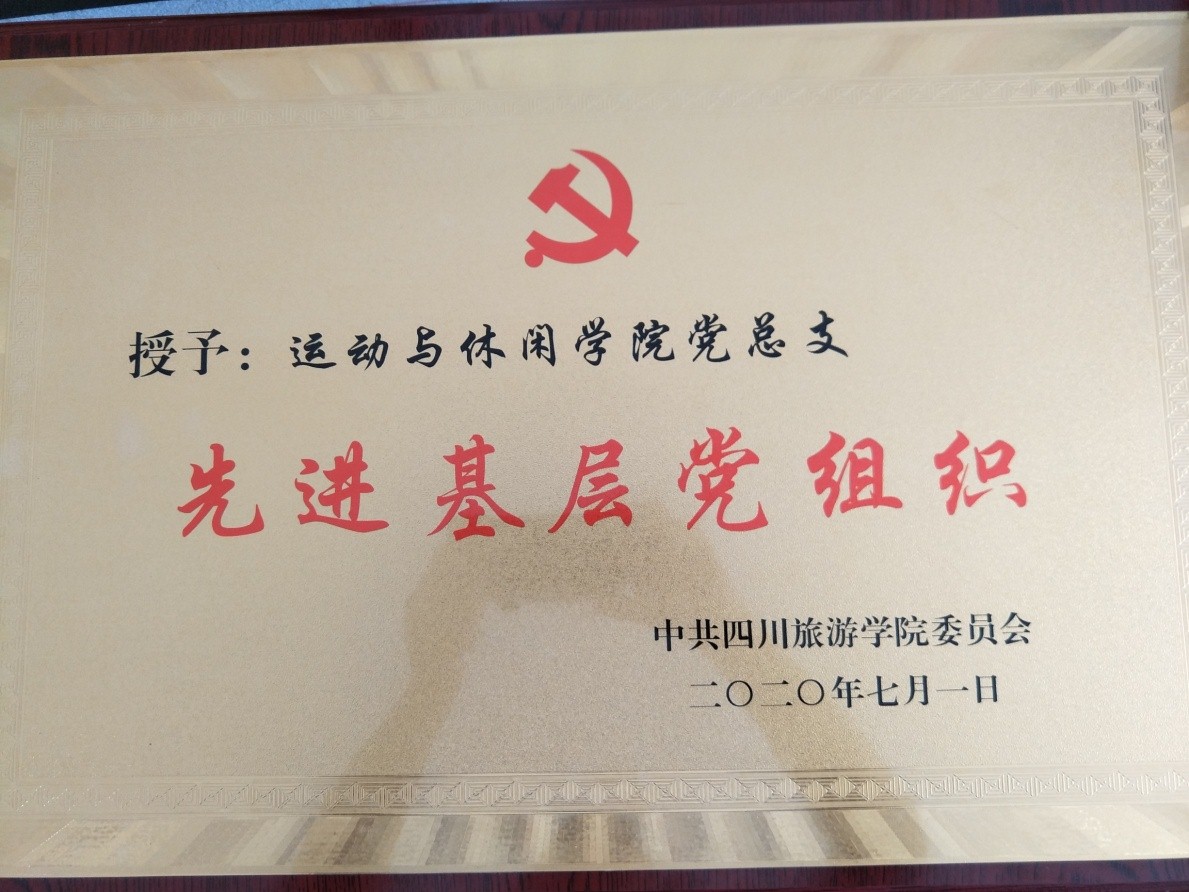 授予：运动与休闲学院党总支
先进基层党组织
中共四川旅游学院委员会
二〇二〇年七月一日